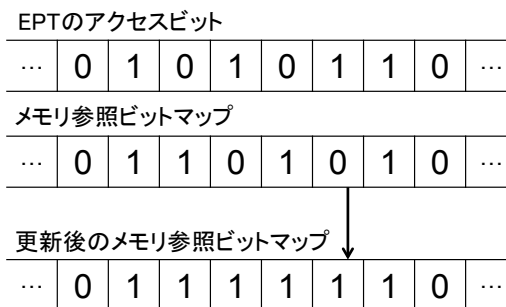 EPTのアクセスビット
… 0 1 0 1 0 1 1 0 …
メモリ参照ビットマップ
… 0 1 1 0 1 0 1 0 …
更新後のメモリ参照ビットマップ
… 0 1 1 1 1 1 1 0 …